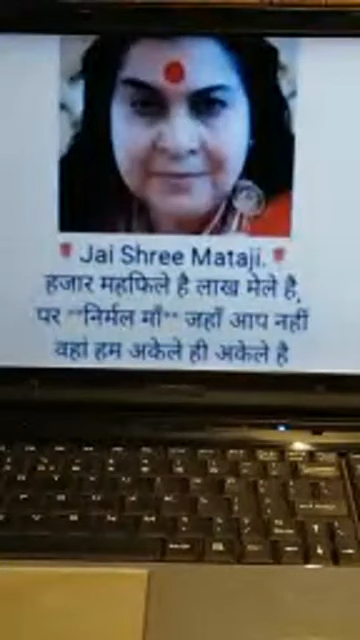 🌹 Jai Shree Mataji. 🌹
हजार महफिले है लाख मेले है,
पर **निर्मल माँ** जहाँ आप नहीं
वहां हम अकेले ही अकेले है